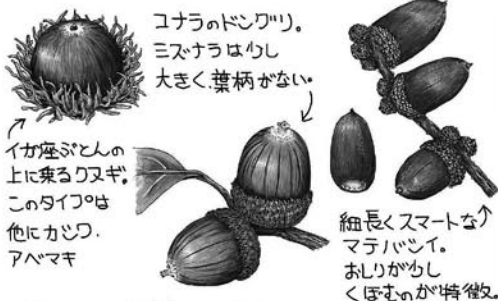 コナラのドングリ。
ミズナラは少し
大きく、葉柄がない。
イガ座ぶとんの
上に乗るクヌギ。
このタイプは
他にカシワ、
アベマキ
細長くスマートな
マテバシイ。
おしりが少し
くぼむのが特徴。